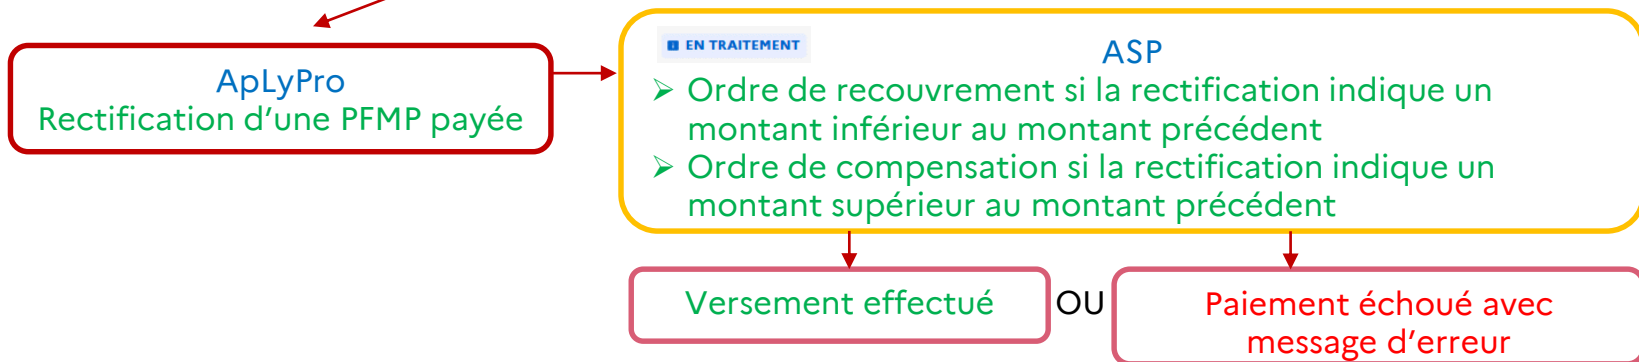 ApLyPro
Rectification d’une PFMP payée
EN TRAITEMENT
ASP
➢ Ordre de recouvrement si la rectification indique un
montant inférieur au montant précédent
➢ Ordre de compensation si la rectification indique un
montant supérieur au montant précédent
Versement effectué
OU
Paiement échoué avec
message d’erreur